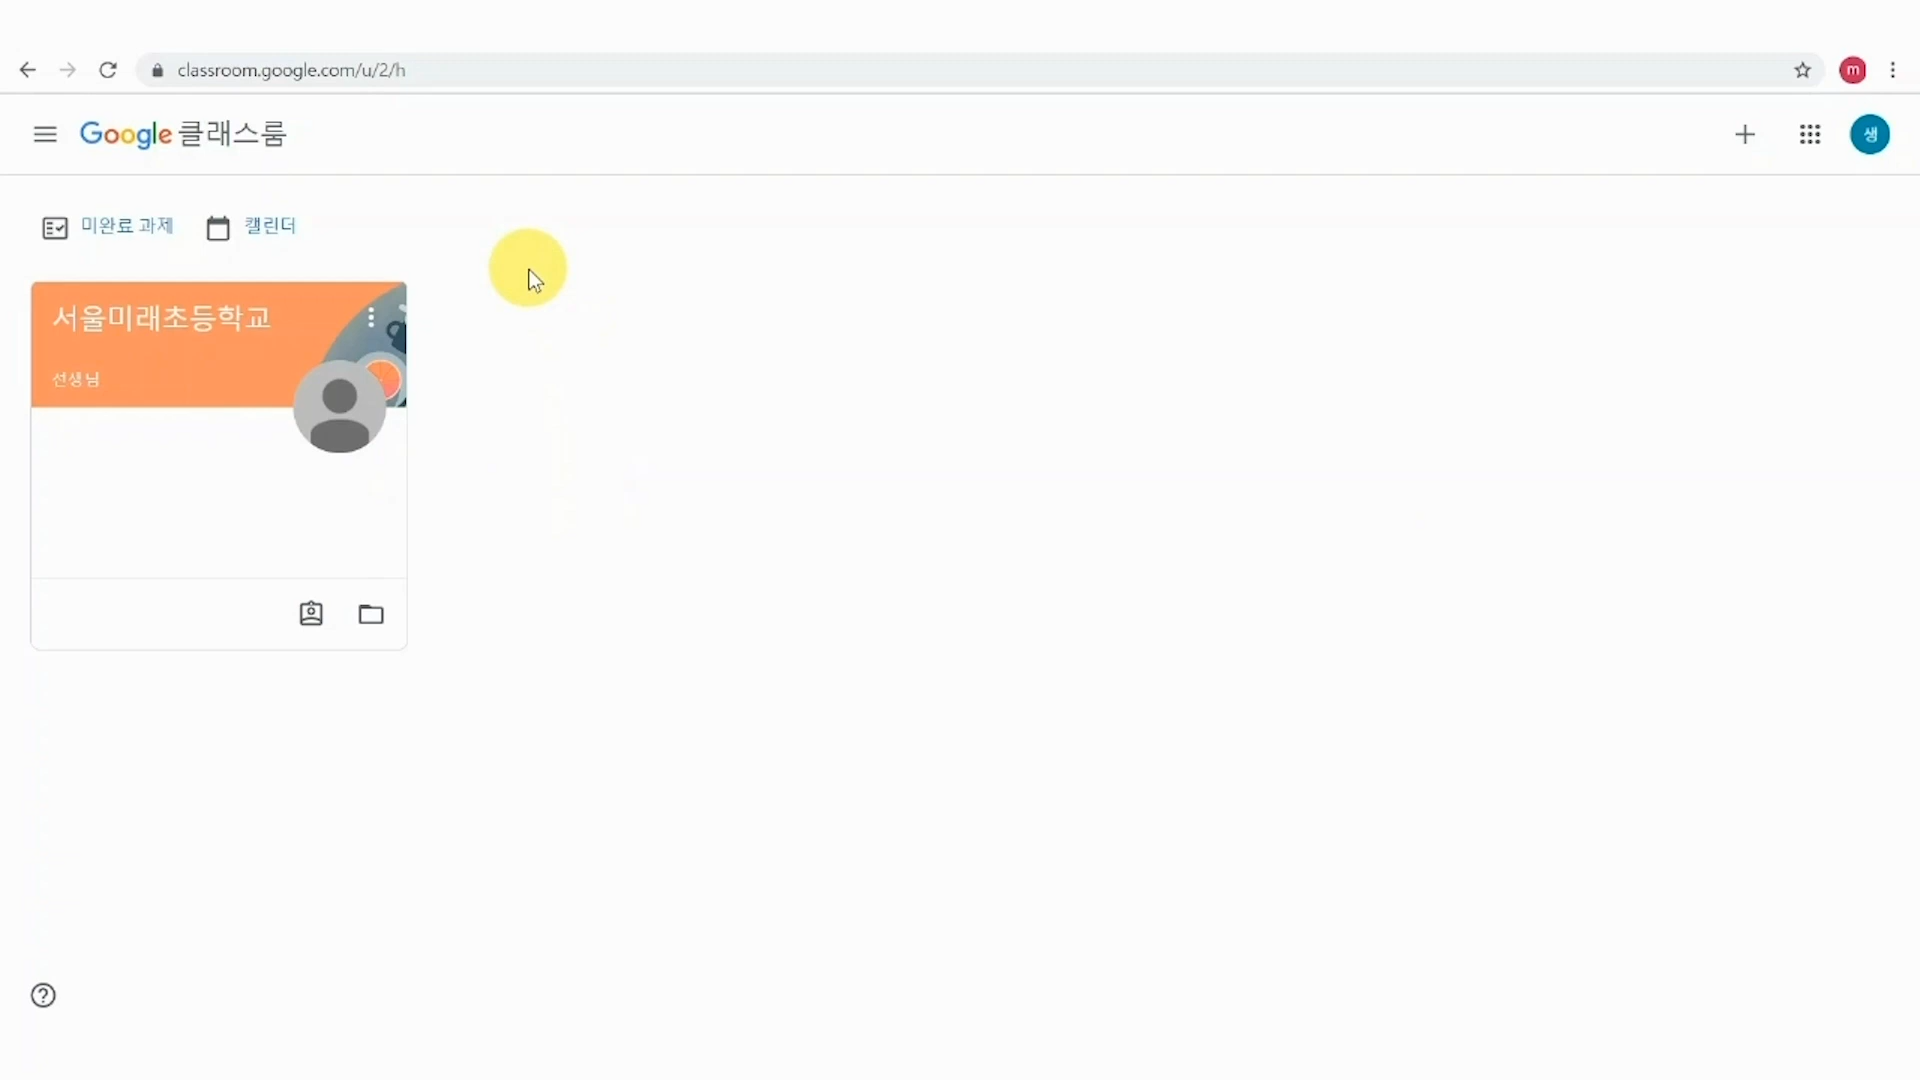 classroom.google.com/u/2/h
m
Google 클래스룸
생
미완료 과제
캘린더
서울미래초등학교
선생님